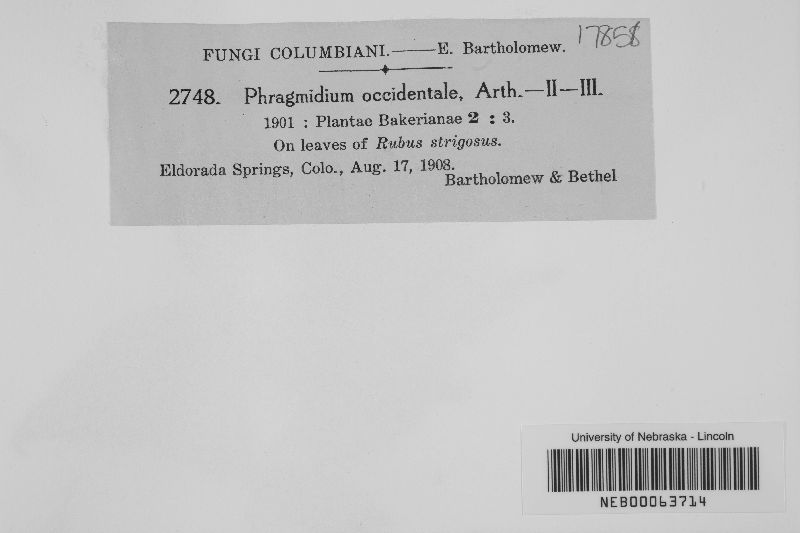 17858
FUNGI COLUMBIANI.——E. Bartholomew.
2748. Phragmidium occidentale, Arth.—II—III.
1901 : Plantae Bakerianae 2 : 3.
On leaves of Rubus strigosus.
Eldorada Springs, Colo., Aug. 17, 1908.
Bartholomew & Bethel
University of Nebraska - Lincoln
NEB00063714